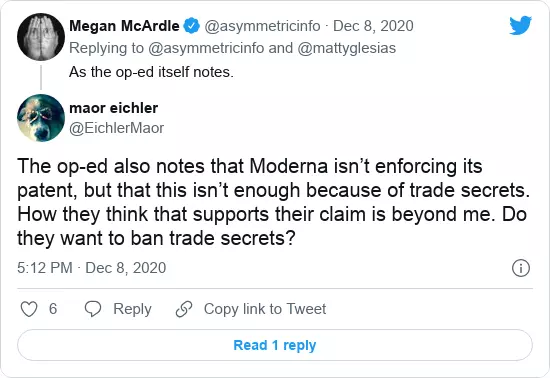 Megan McArdle @asymmetricinfo · Dec 8, 2020
Replying to @asymmetricinfo and @mattyglesias
As the op-ed itself notes.
maor eichler
@EichlerMaor
The op-ed also notes that Moderna isn’t enforcing its
patent, but that this isn’t enough because of trade secrets.
How they think that supports their claim is beyond me. Do
they want to ban trade secrets?
5:12 PM · Dec 8, 2020
6 Reply Copy link to Tweet
Read 1 reply